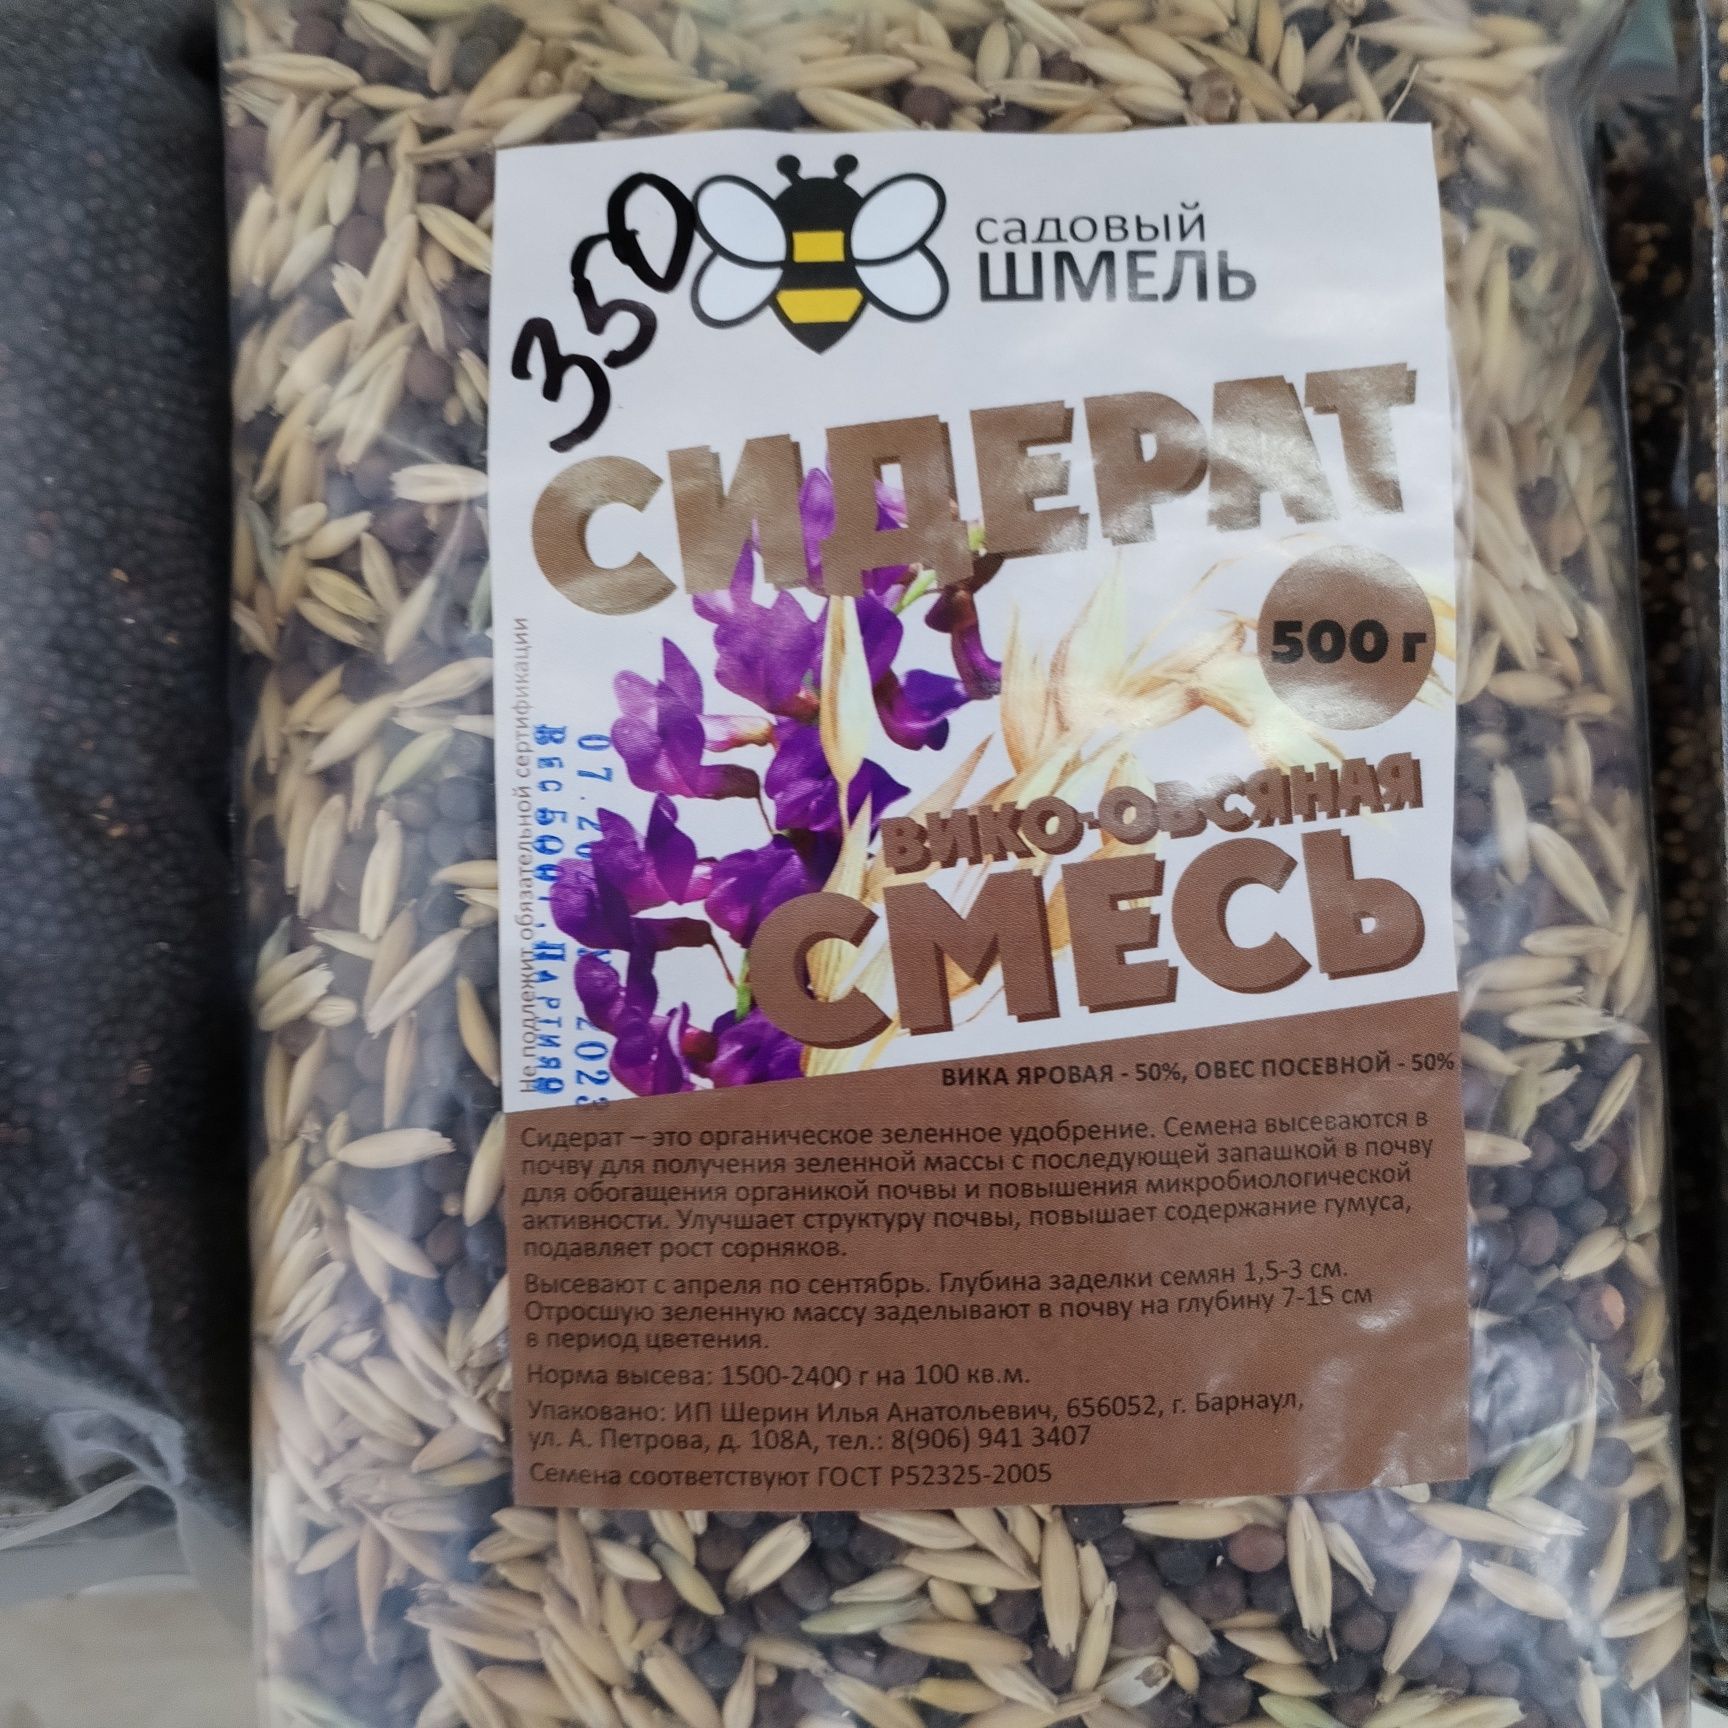 350
садовый
ШМЕЛЬ
СИДЕРАТ
500 г
ВИКО-ОВСЯНАЯ
СМЕСЬ
Не подлежит обязательной сертификации
ВИКА ЯРОВАЯ - 50%, ОВЕС ПОСЕВНОЙ - 50%
Сидерат – это органическое зеленное удобрение. Семена высеваются в
почву для получения зеленной массы с последующей запашкой в почву
для обогащения органикой почвы и повышения микробиологической
активности. Улучшает структуру почвы, повышает содержание гумуса,
подавляет рост сорняков.
Высевают с апреля по сентябрь. Глубина заделки семян 1,5-3 см.
Отросшую зеленную массу заделывают в почву на глубину 7-15 см
в период цветения.
Норма высева: 1500-2400 г на 100 кв.м.
Упаковано: ИП Шерин Илья Анатольевич, 656052, г. Барнаул,
ул. А. Петрова, д. 108А, тел.: 8(906) 941 3407
Семена соответствуют ГОСТ Р52325-2005